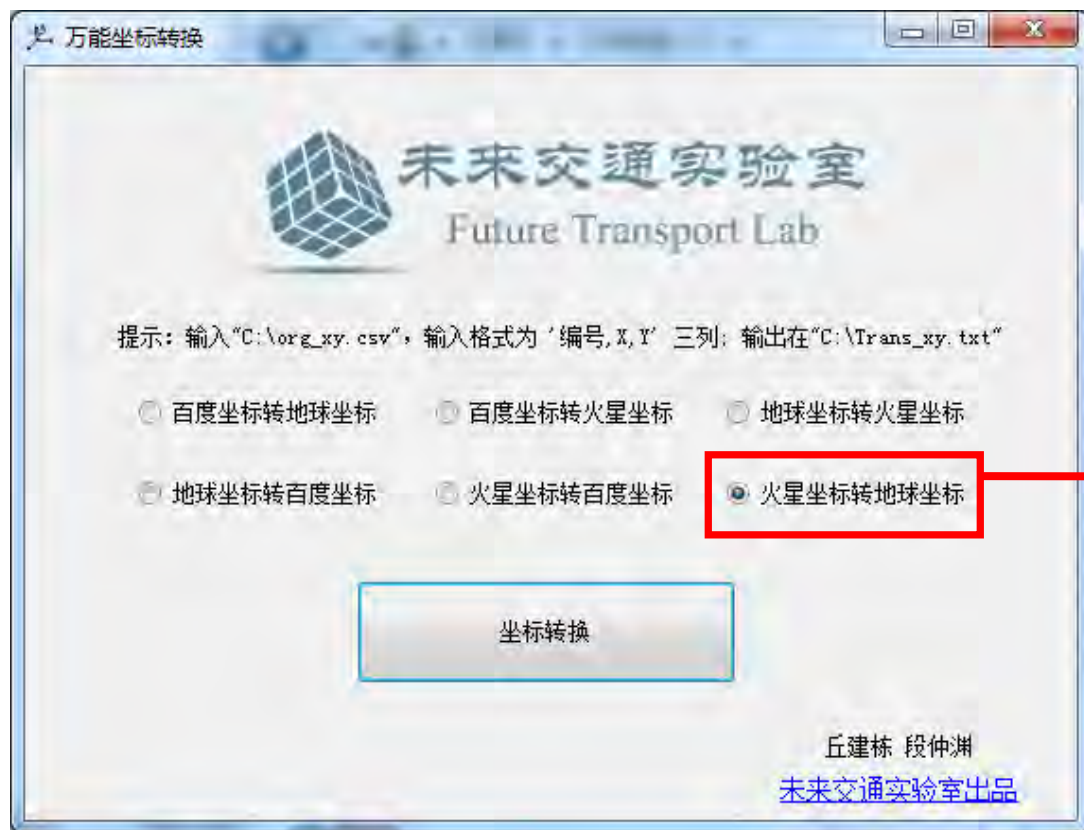 万能坐标转换
未来交通实验室
Future Transport Lab
提示：输入"C:\org_xy.csv"，输入格式为 '编号,X,Y' 三列；输出在"C:\Trans_xy.txt"
百度坐标转地球坐标 百度坐标转火星坐标 地球坐标转火星坐标
地球坐标转百度坐标 火星坐标转百度坐标 火星坐标转地球坐标
坐标转换
丘建栋 段仲渊
未来交通实验室出品